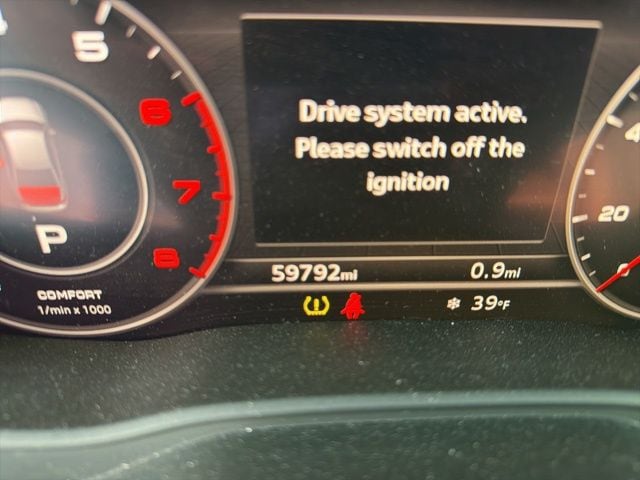 5
6
7
8
P
COMFORT
1/min x 1000
Drive system active.
Please switch off the
ignition
59792mi
0.9mi
39°F
20
0